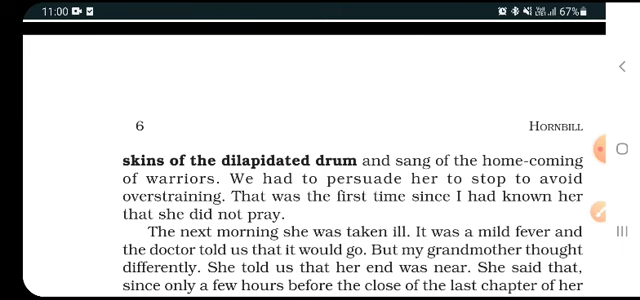 11:00 67%
6 HORNBILL
skins of the dilapidated drum and sang of the home-coming
of warriors. We had to persuade her to stop to avoid
overstraining. That was the first time since I had known her
that she did not pray.
The next morning she was taken ill. It was a mild fever and
the doctor told us that it would go. But my grandmother thought
differently. She told us that her end was near. She said that,
since only a few hours before the close of the last chapter of her